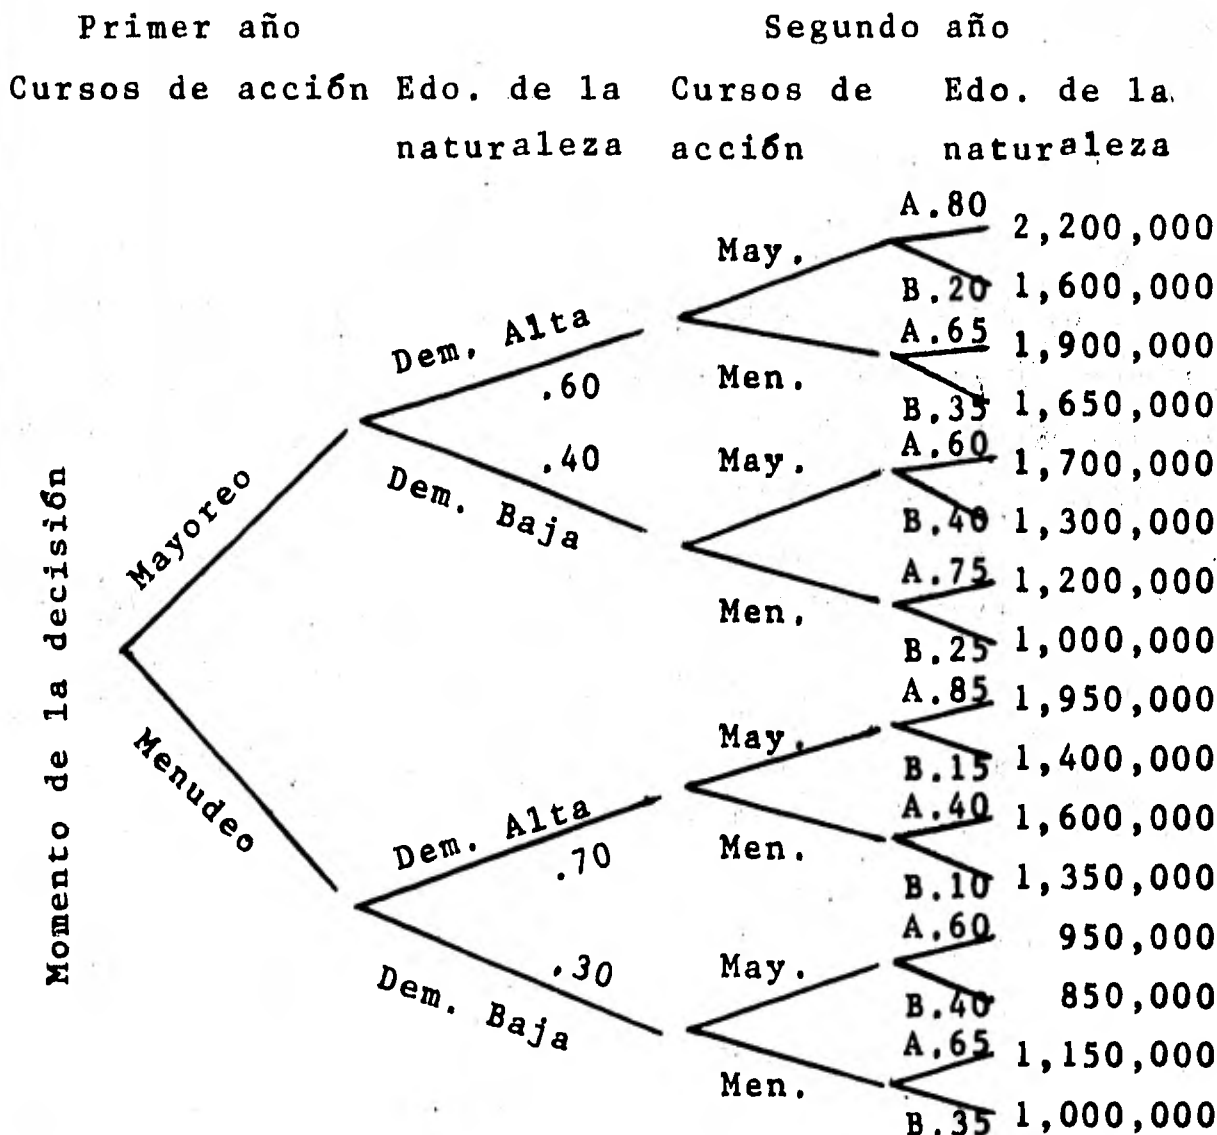 Primer año Segundo año
Cursos de acción Edo. de la Cursos de Edo. de la
naturaleza acción naturaleza
A.80 2,200,000
May.
B.20 1,600,000
Dem. Alta
A.65 1,900,000
.60
Men.
B.35 1,650,000
A.60 1,700,000
.40
May.
Dem. Baja
B.40 1,300,000
Mayoreo
A.75 1,200,000
Men.
B.25 1,000,000
Momento de la decisión
A.85 1,950,000
May.
B.15 1,400,000
Menudeo
Dem. Alta
A.40 1,600,000
.70
Men.
B.10 1,350,000
A.60 950,000
.30
May.
Dem. Baja
B.40 850,000
A.65 1,150,000
Men.
B.35 1,000,000